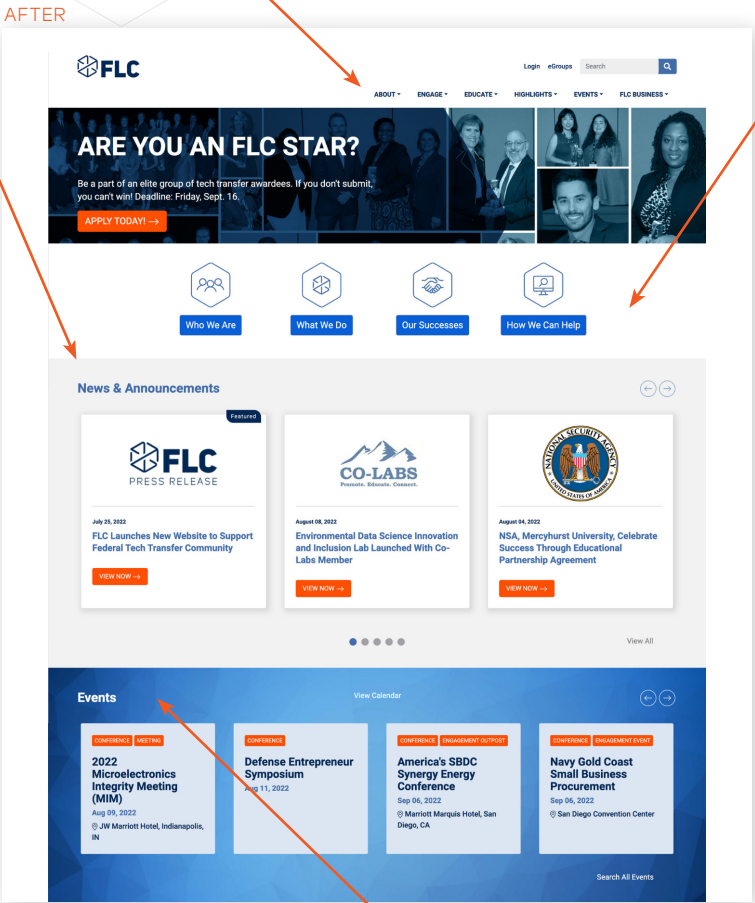 AFTER
FLC
Login eGroups Search
ABOUT ENGAGE EDUCATE HIGHLIGHTS EVENTS FLC BUSINESS
ARE YOU AN FLC STAR?
Be a part of an elite group of tech transfer awardees. If you don't submit,
you can't win! Deadline: Friday, Sept. 16.
APPLY TODAY! →
Who We Are What We Do Our Successes How We Can Help
News & Announcements
Featured
FLC
PRESS RELEASE
July 25, 2022
FLC Launches New Website to Support
Federal Tech Transfer Community
VIEW NOW →
CO-LABS
Promote. Educate. Connect.
August 08, 2022
Environmental Data Science Innovation
and Inclusion Lab Launched With Co-
Labs Member
VIEW NOW →
NATIONAL SECURITY AGENCY
UNITED STATES OF AMERICA
August 04, 2022
NSA, Mercyhurst University, Celebrate
Success Through Educational
Partnership Agreement
VIEW NOW →
View All
Events
View Calendar
CONFERENCE MEETING
2022
Microelectronics
Integrity Meeting
(MIM)
Aug 09, 2022
JW Marriott Hotel, Indianapolis,
IN
CONFERENCE
Defense Entrepreneur
Symposium
Aug 11, 2022
CONFERENCE ENGAGEMENT OUTPOST
America's SBDC
Synergy Energy
Conference
Sep 06, 2022
Marriott Marquis Hotel, San
Diego, CA
CONFERENCE ENGAGEMENT EVENT
Navy Gold Coast
Small Business
Procurement
Sep 06, 2022
San Diego Convention Center
Search All Events